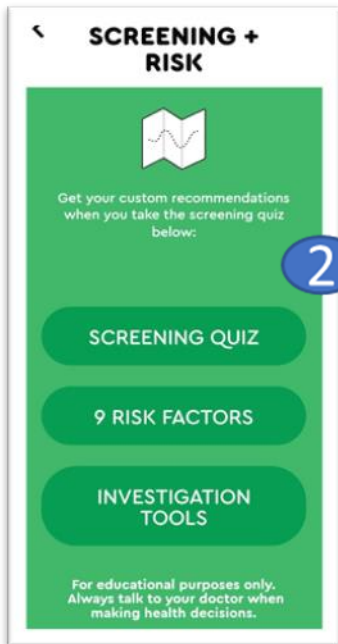 SCREENING +
RISK
Get your custom recommendations
when you take the screening quiz
below:
2
SCREENING QUIZ
9 RISK FACTORS
INVESTIGATION
TOOLS
For educational purposes only.
Always talk to your doctor when
making health decisions.